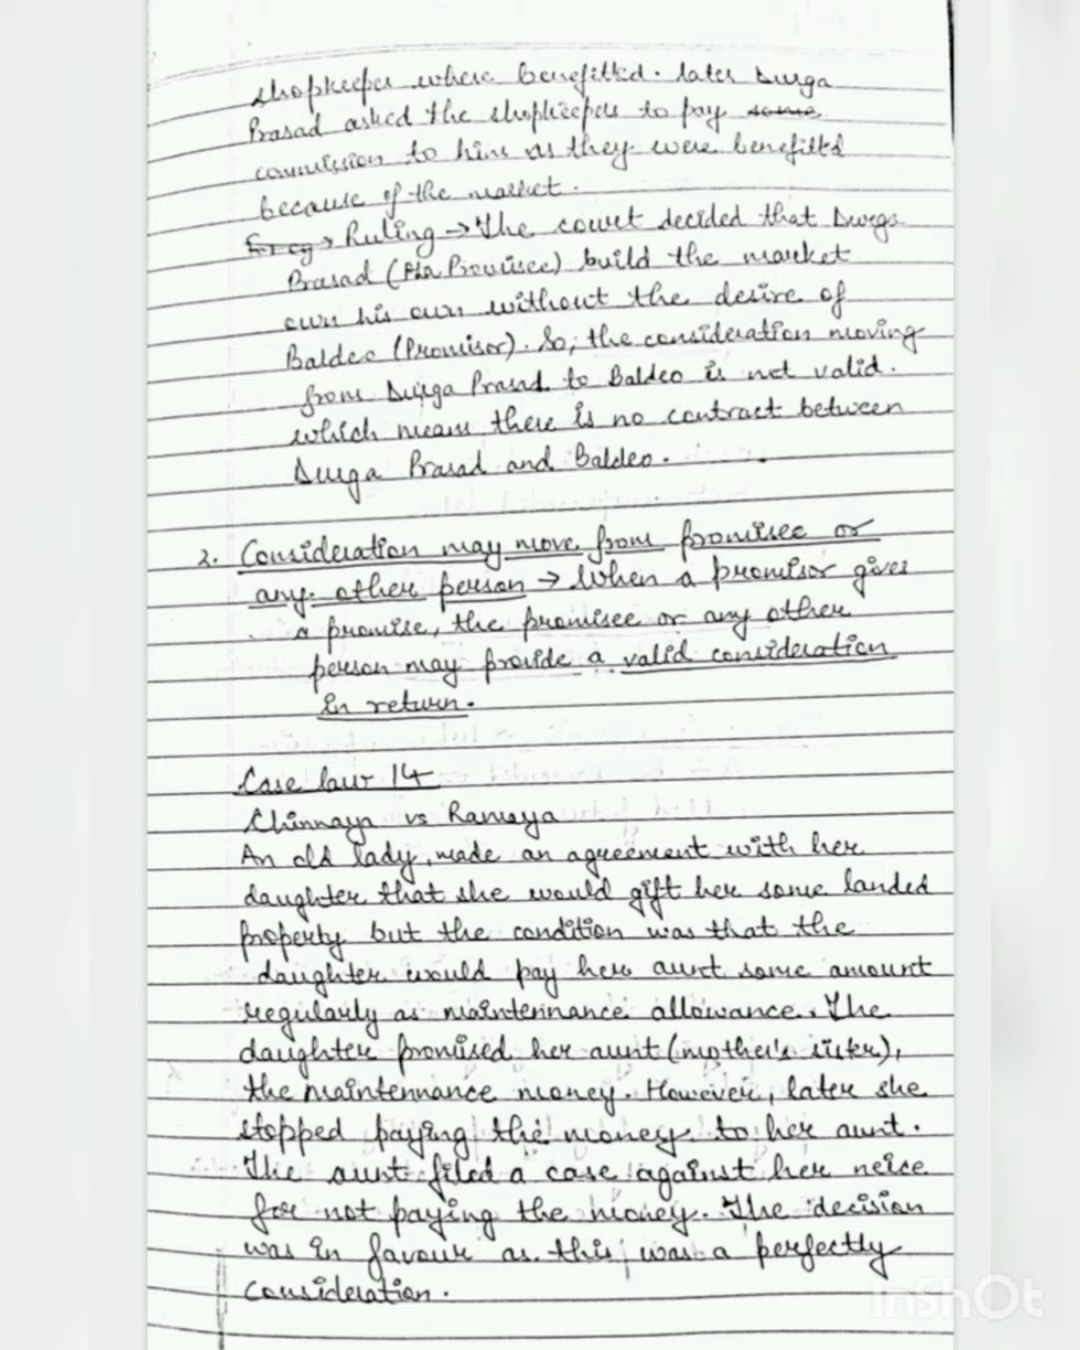 shopkeeper where benefitted. later Durga
Prasad asked the shopkeepers to pay some
commission to him as they were benefitted
because of the market.
For eg → Ruling → The court decided that Durga
Prasad (Promisee) build the market
own his own without the desire of
Baldeo (Promisor). So, the consideration moving
from Durga Prasad to Baldeo is not valid.
which means there is no contract between
Durga Prasad and Baldeo.
2. Consideration may move from promisee or
any other person → When a promisor gives
a promise, the promisee or any other
person may provide a valid consideration
in return.
Case law 14
Chinnaya vs Ramaya
An old lady, made an agreement with her
daughter that she would gift her some landed
property but the condition was that the
daughter would pay her aunt some amount
regularly as maintennance allowance. The
daughter promised her aunt (mother's sister),
the maintennance money. However, later she
stopped paying the money to her aunt.
The aunt filed a case against her neice
for not paying the money. The decision
was in favour as this was a perfectly
consideration.
InShOt